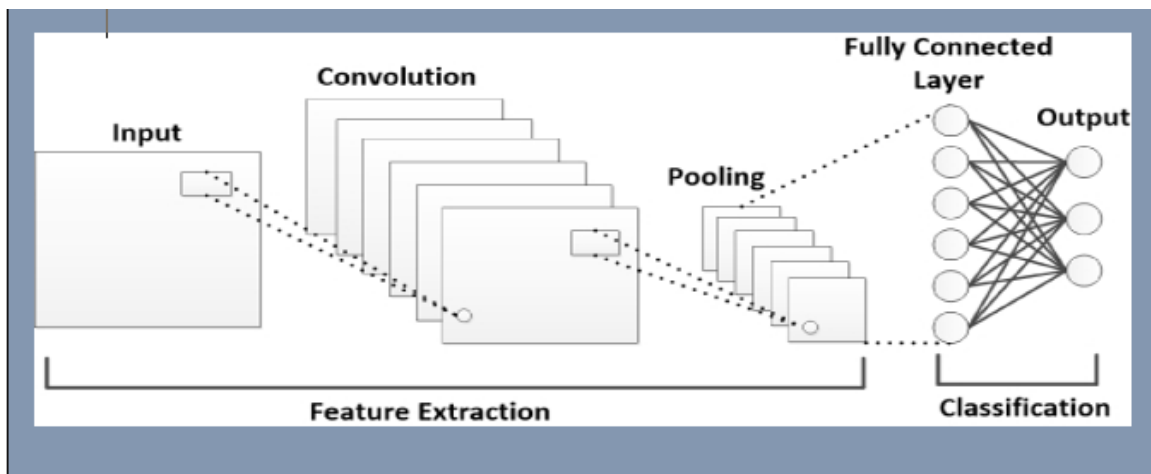 Fully Connected
Layer
Convolution
Output
Input
Pooling
Feature Extraction
Classification